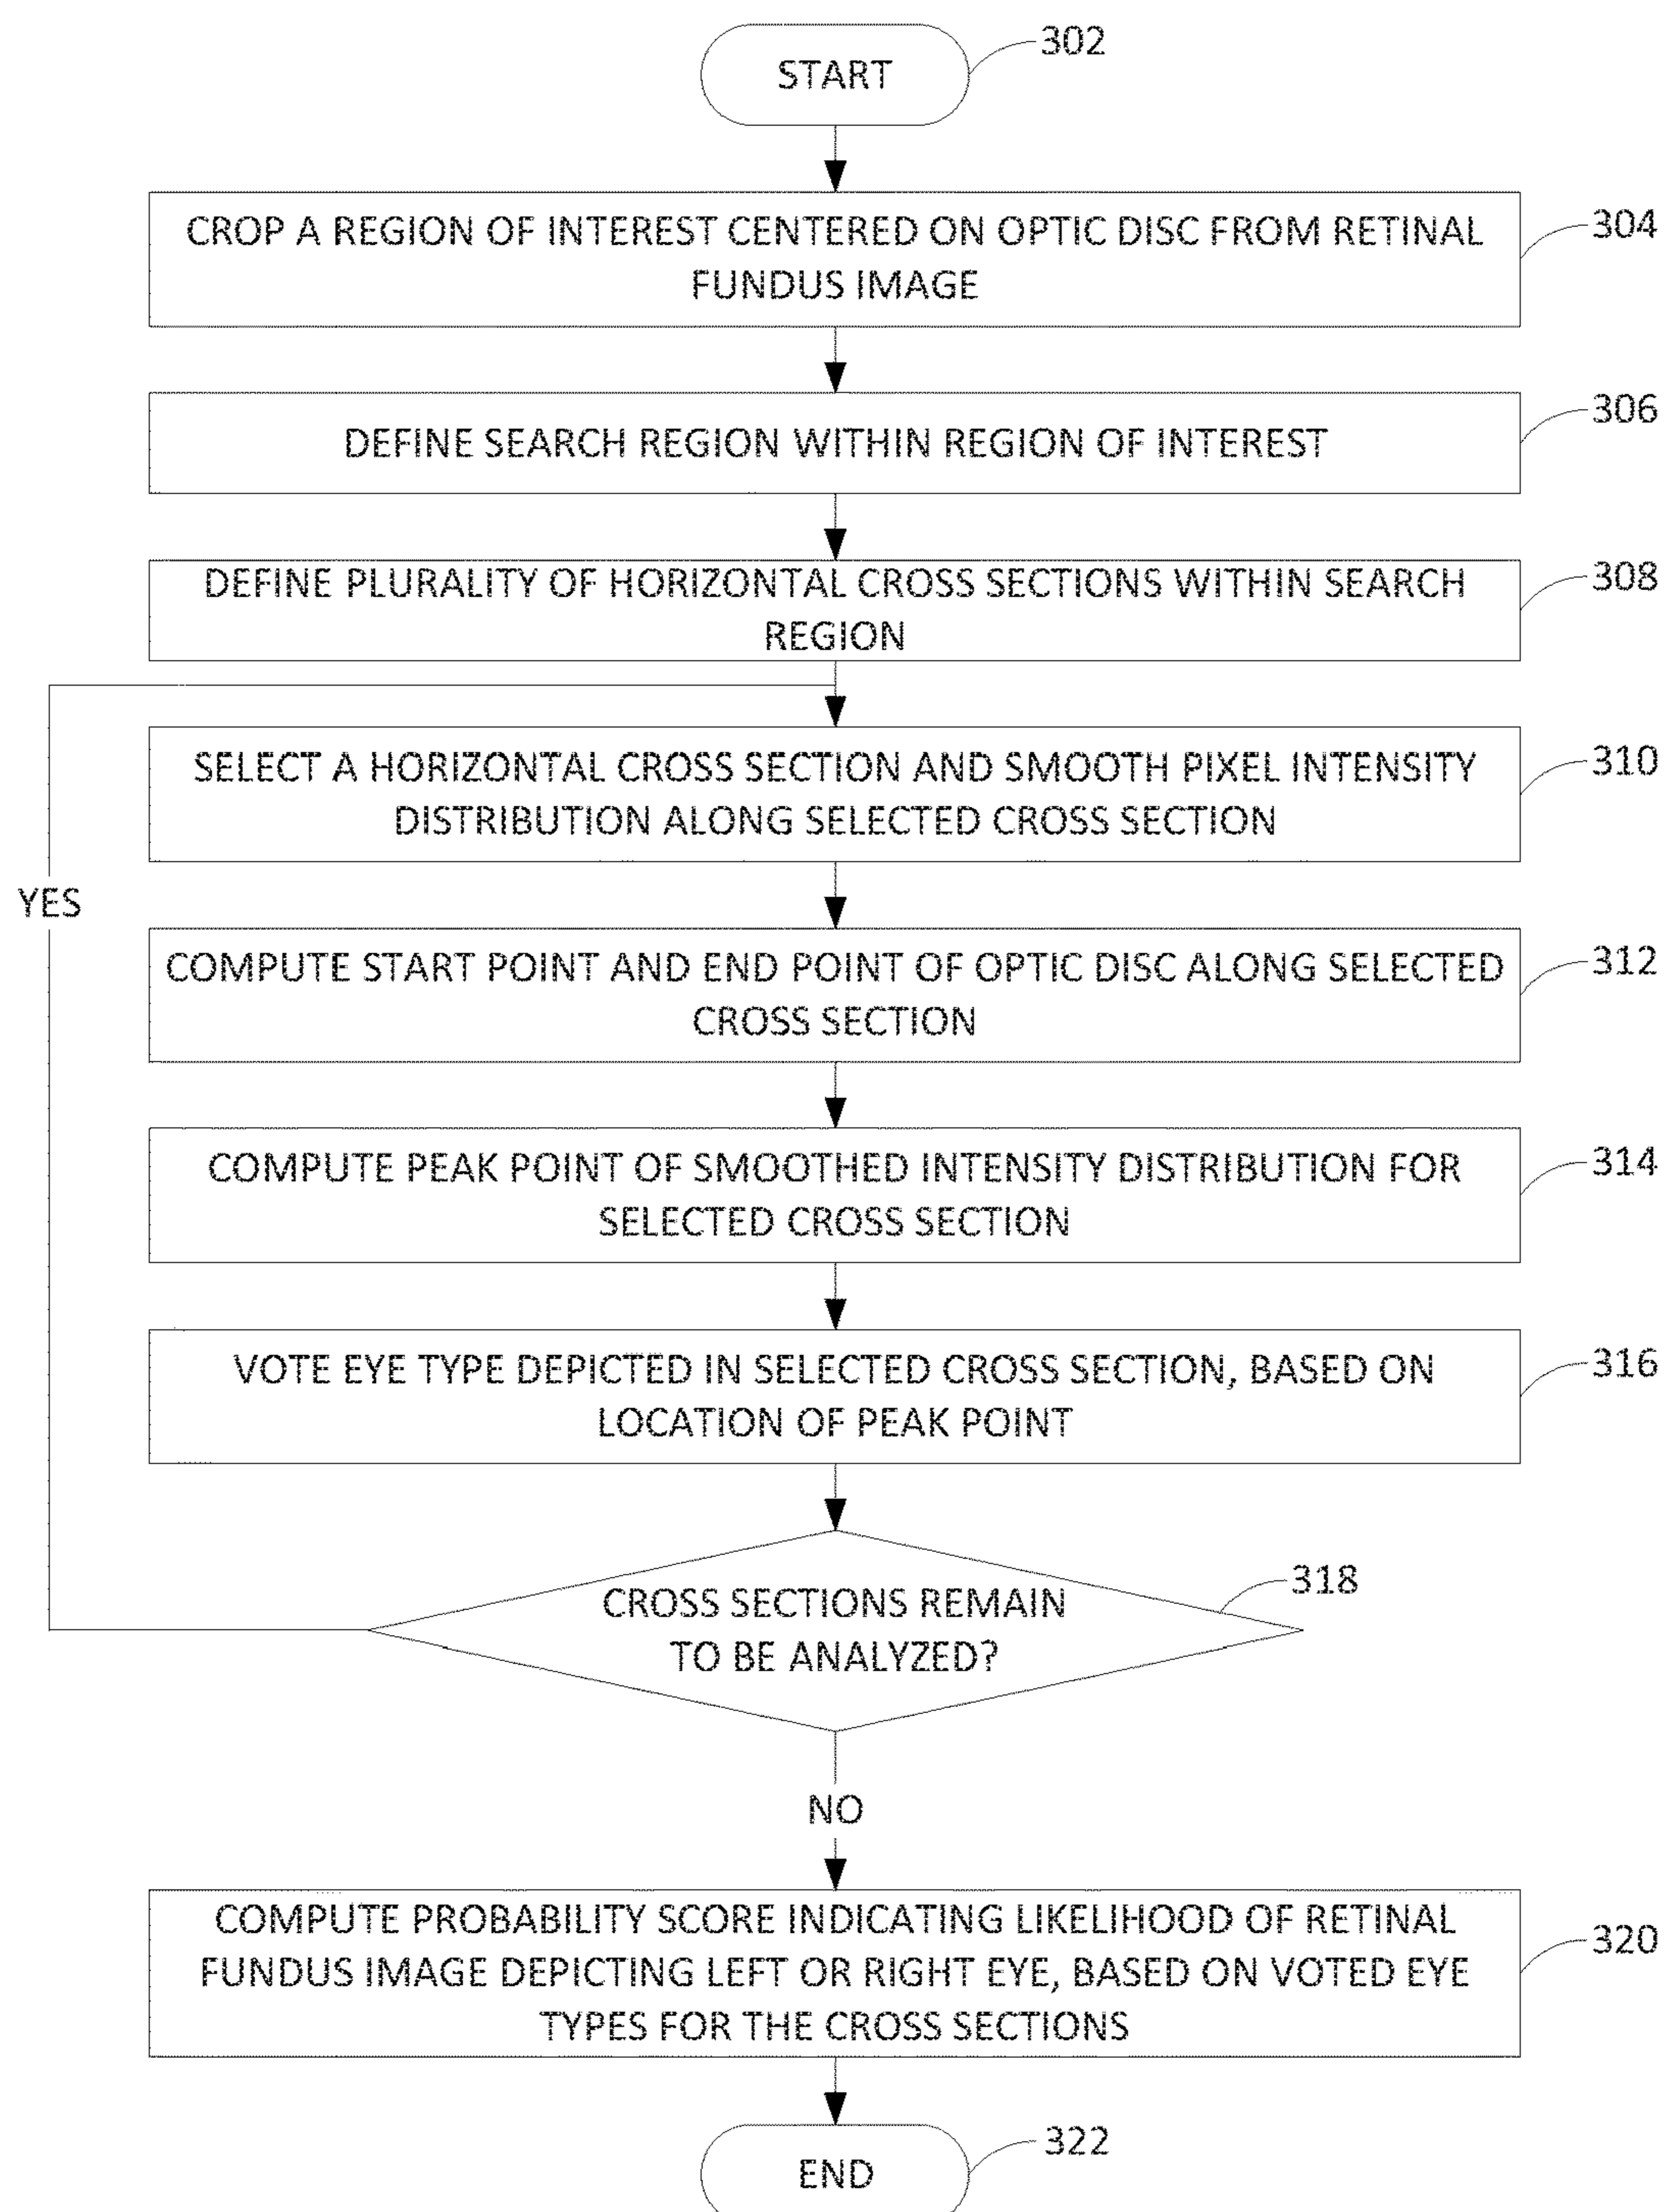 START
302
CROP A REGION OF INTEREST CENTERED ON OPTIC DISC FROM RETINAL
FUNDUS IMAGE
304
DEFINE SEARCH REGION WITHIN REGION OF INTEREST
306
DEFINE PLURALITY OF HORIZONTAL CROSS SECTIONS WITHIN SEARCH
REGION
308
SELECT A HORIZONTAL CROSS SECTION AND SMOOTH PIXEL INTENSITY
DISTRIBUTION ALONG SELECTED CROSS SECTION
310
YES
COMPUTE START POINT AND END POINT OF OPTIC DISC ALONG SELECTED
CROSS SECTION
312
COMPUTE PEAK POINT OF SMOOTHED INTENSITY DISTRIBUTION FOR
SELECTED CROSS SECTION
314
VOTE EYE TYPE DEPICTED IN SELECTED CROSS SECTION, BASED ON
LOCATION OF PEAK POINT
316
CROSS SECTIONS REMAIN
TO BE ANALYZED?
318
NO
COMPUTE PROBABILITY SCORE INDICATING LIKELIHOOD OF RETINAL
FUNDUS IMAGE DEPICTING LEFT OR RIGHT EYE, BASED ON VOTED EYE
TYPES FOR THE CROSS SECTIONS
320
END
322